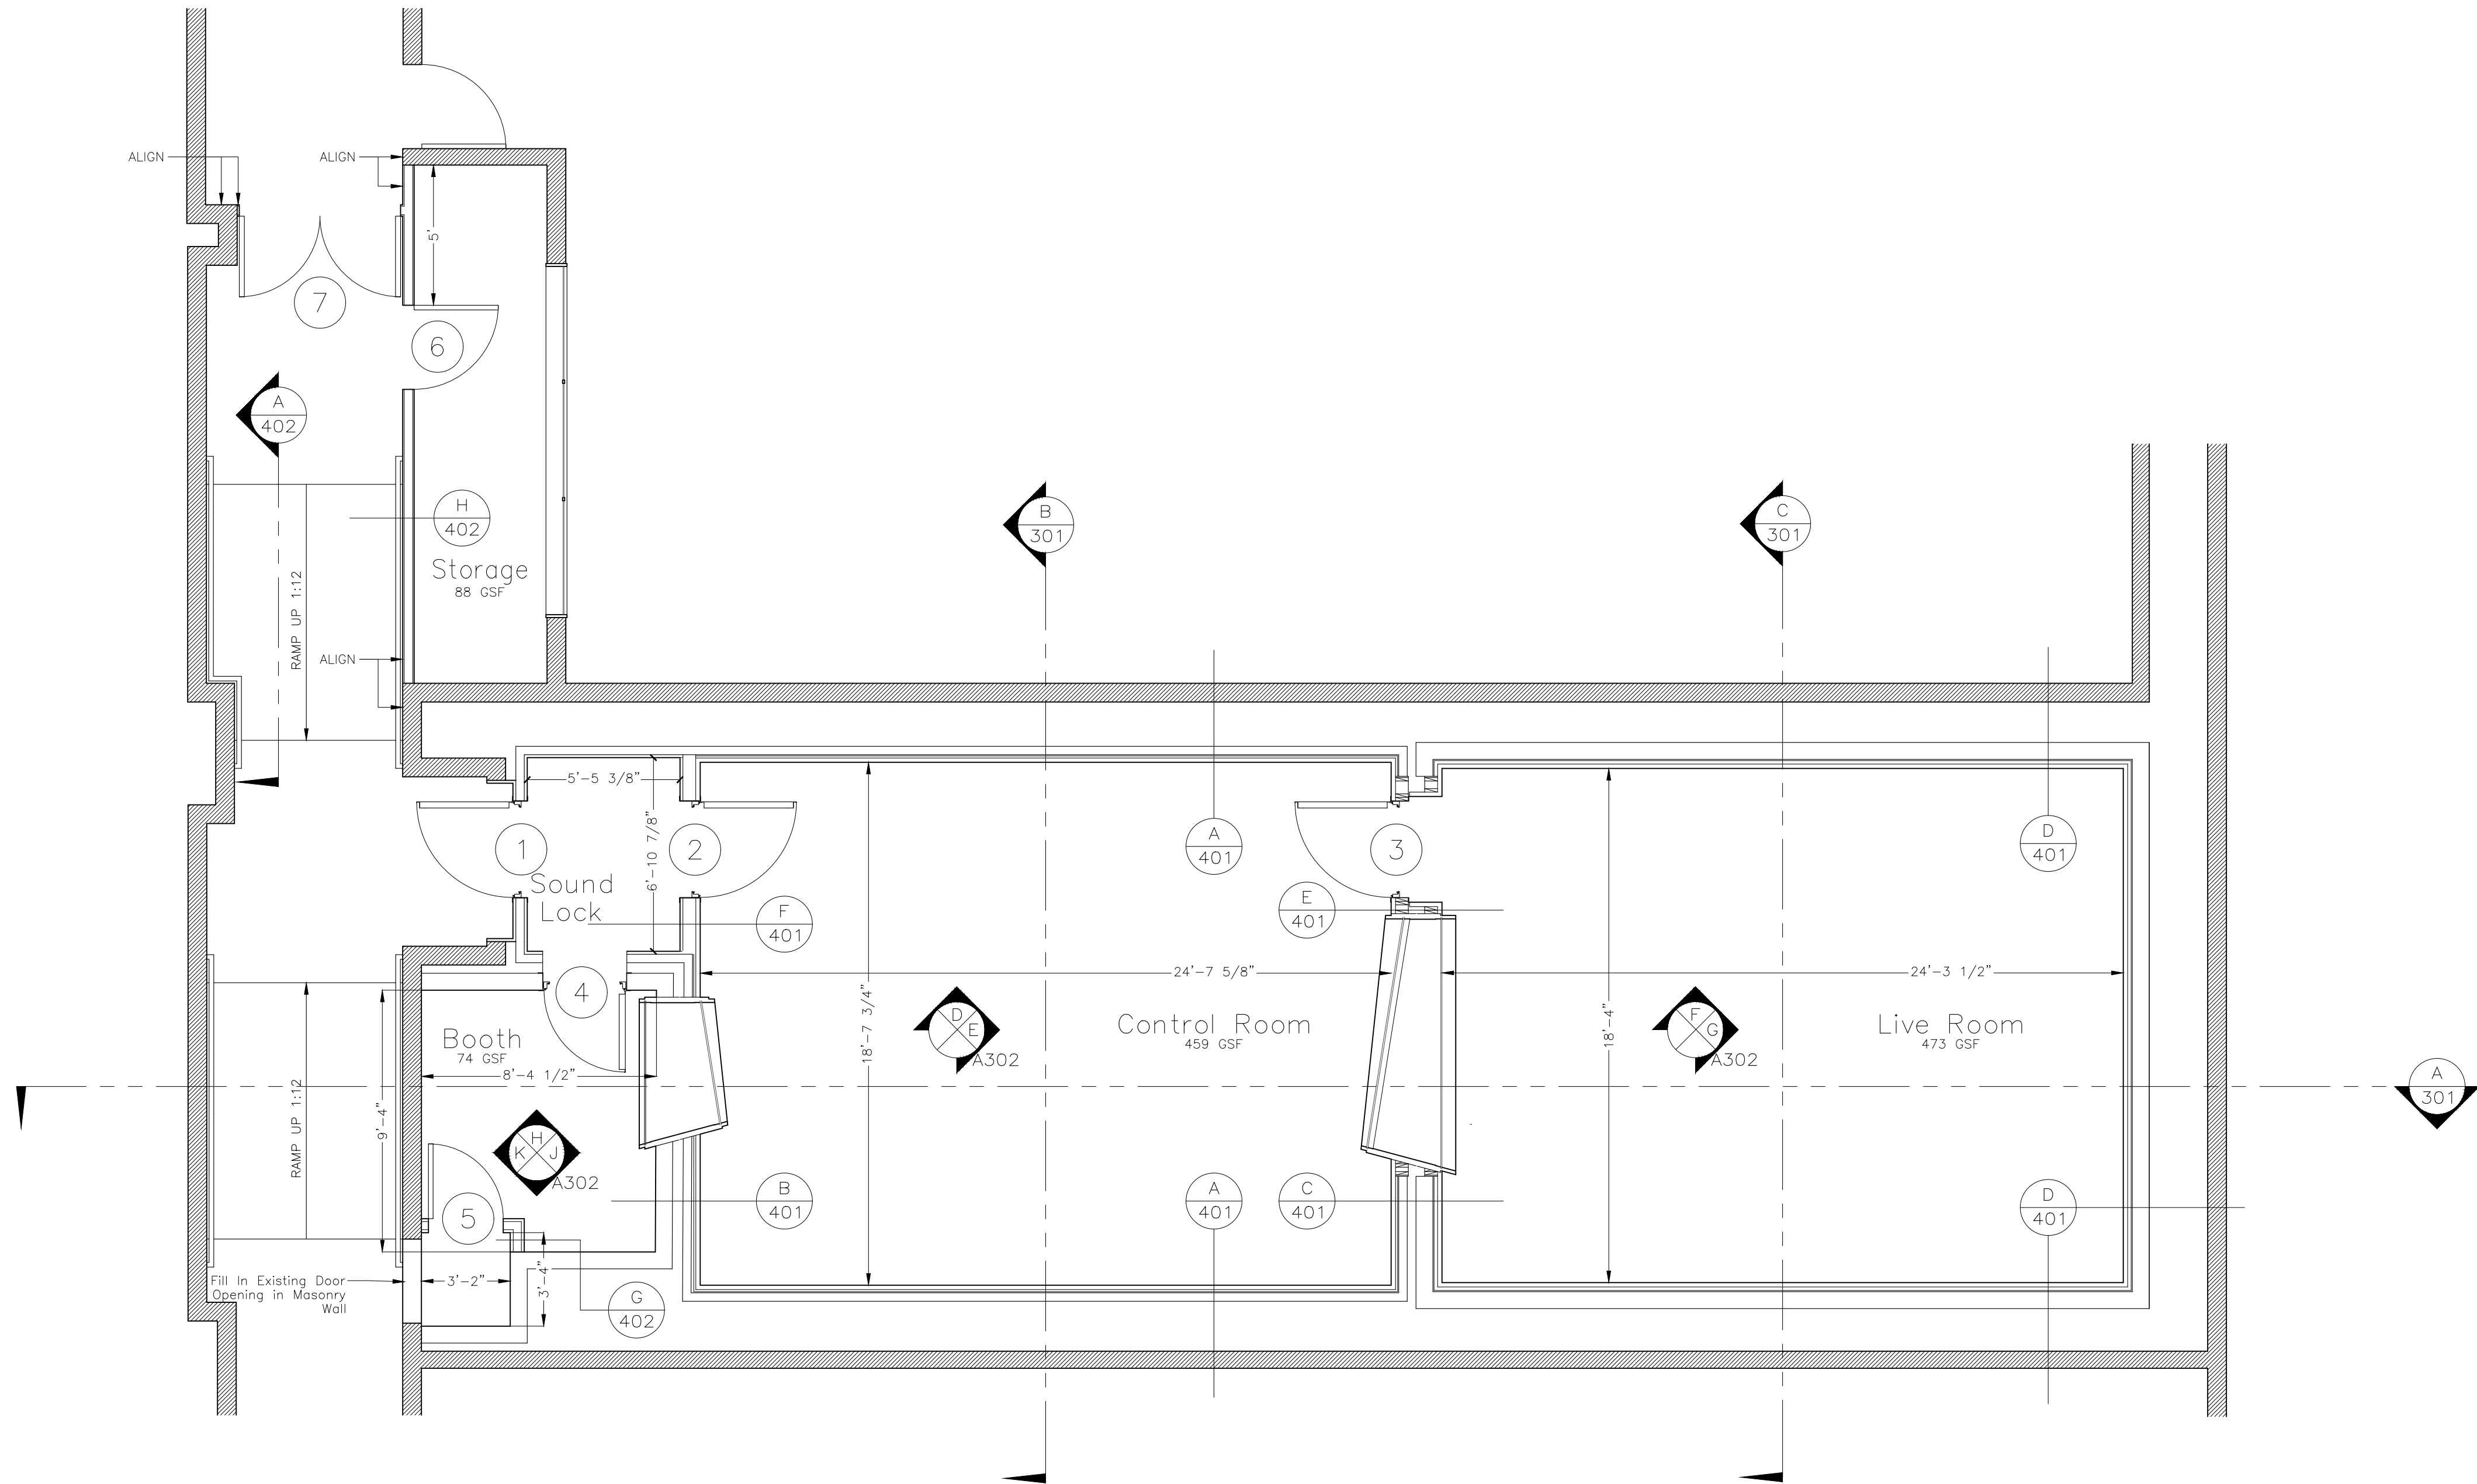 ALIGN
ALIGN
5'
7
6
A
402
H
402
Storage
88 GSF
RAMP UP 1:12
ALIGN
B
301
C
301
5'-5 3/8"
6'-10 7/8"
1
2
3
Sound
Lock
F
401
A
401
E
401
D
401
4
24'-7 5/8"
24'-3 1/2"
18'-7 3/4"
18'-4"
Booth
74 GSF
8'-4 1/2"
9'-4"
RAMP UP 1:12
D
E
A302
Control Room
459 GSF
F
G
A302
Live Room
473 GSF
A
301
H
K
J
A302
5
B
401
A
401
C
401
D
401
Fill In Existing Door
Opening in Masonry
Wall
3'-2"
3'-4"
G
402